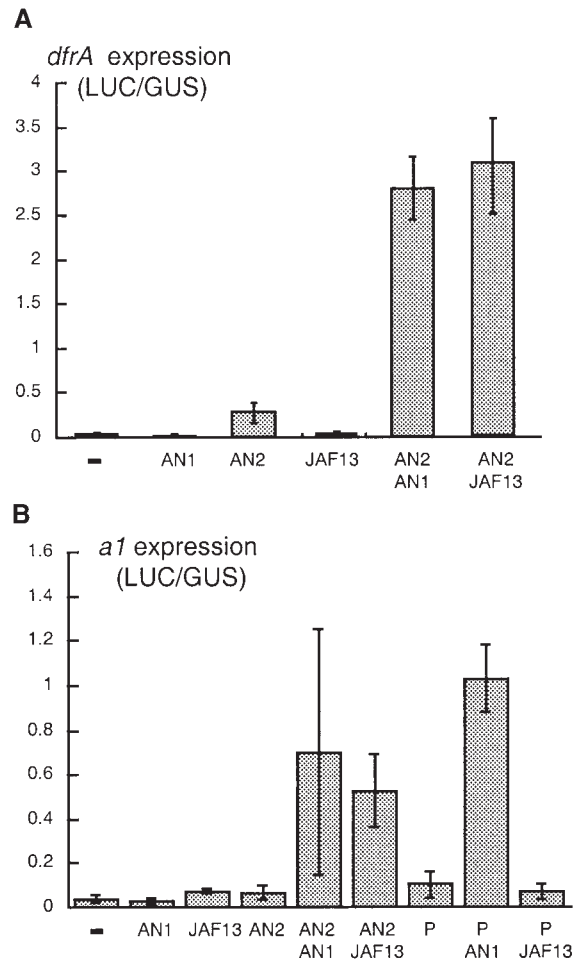 A
dfrA expression
(LUC/GUS)
4
3.5
3
2.5
2
1.5
1
0.5
0
- AN1 AN2 JAF13 AN2 AN2
AN1 JAF13
B
a1 expression
(LUC/GUS)
1.6
1.4
1.2
1
0.8
0.6
0.4
0.2
0
- AN1 JAF13 AN2 AN2 AN2 P P P
AN1 JAF13 AN1 JAF13